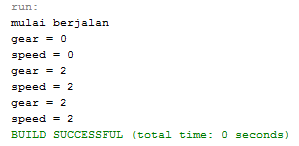 run:
mulai berjalan
gear = 0
speed = 0
gear = 2
speed = 2
gear = 2
speed = 2
BUILD SUCCESSFUL (total time: 0 seconds)